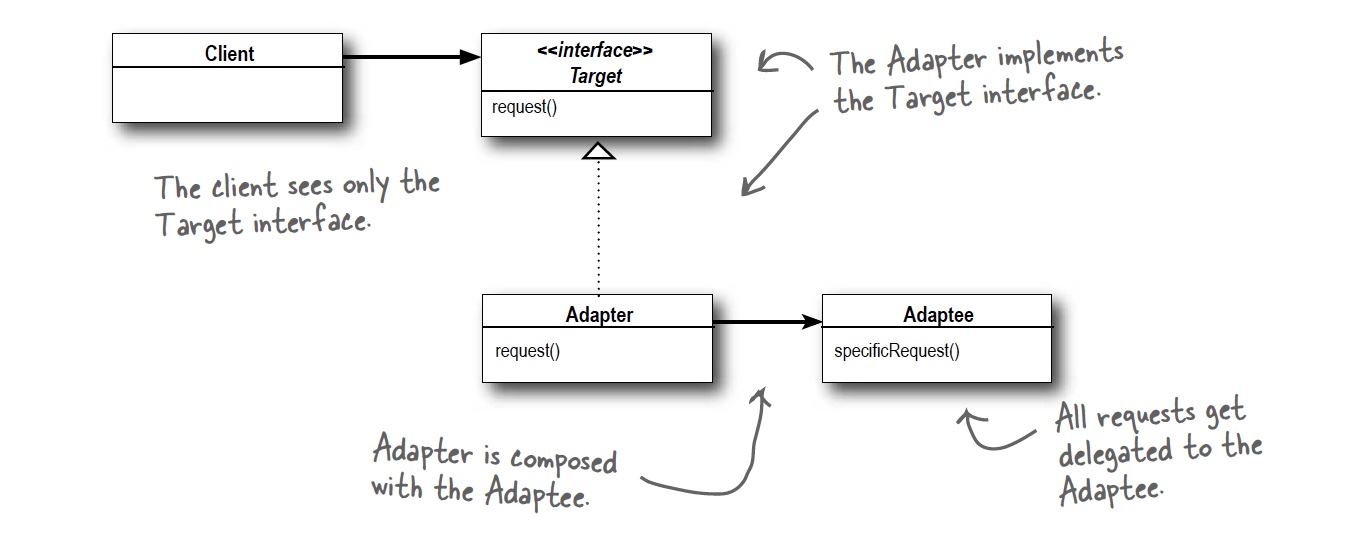 Client
<<interface>>
Target
request()
The Adapter implements
the Target interface.
The client sees only the
Target interface.
Adapter
request()
Adaptee
specificRequest()
Adapter is composed
with the Adaptee.
All requests get
delegated to the
Adaptee.